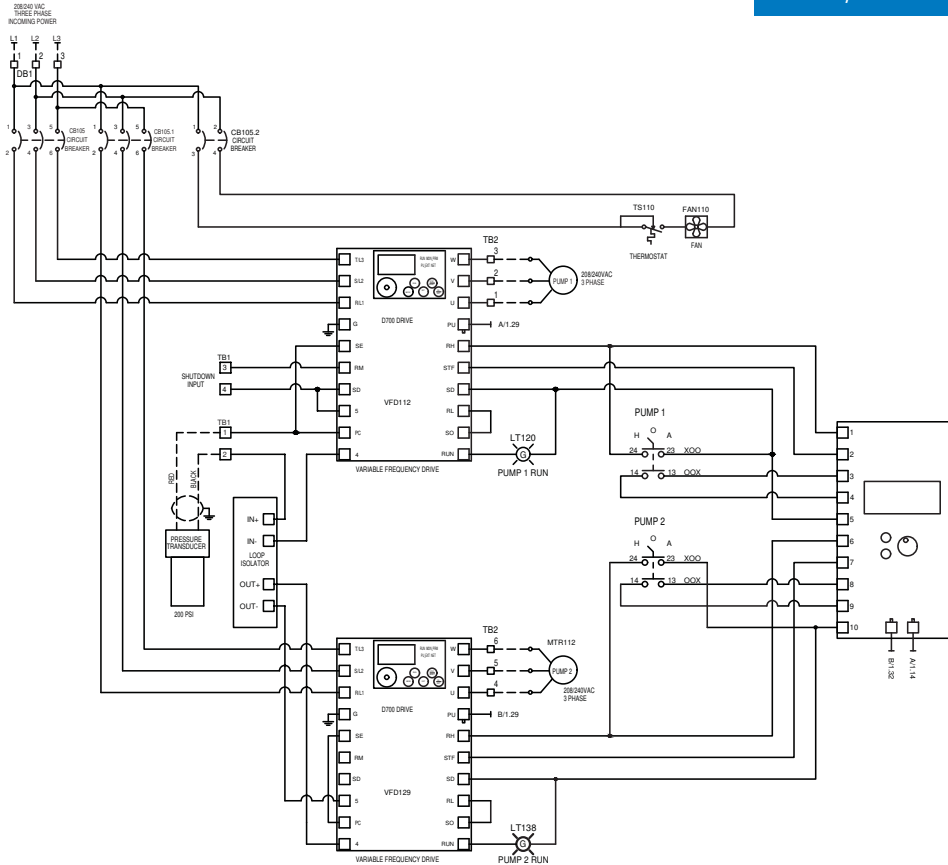 208/240 VAC
THREE PHASE
INCOMING POWER
L1 L2 L3
1 2 3
DB1
1 3 5 CB105
CIRCUIT
BREAKER
2 4 6
1 3 5 CB105.1
CIRCUIT
BREAKER
2 4 6
1 2 CB105.2
CIRCUIT
BREAKER
3 4
TS110
THERMOSTAT
FAN110
FAN
T/L3
S/L2
R/L1
G
SE
RM
SD
5
PC
4
D700 DRIVE
VFD112
W
V
U
PU
RH
STF
SD
RL
SO
RUN
VARIABLE FREQUENCY DRIVE
TB2
3
2
1
PUMP 1
208/240VAC
3 PHASE
A/1.29
SHUTDOWN
INPUT
TB1
3
4
TB1
1
2
RED
BLACK
PRESSURE
TRANSDUCER
200 PSI
IN+
IN-
LOOP
ISOLATOR
OUT+
OUT-
LT120
G
PUMP 1 RUN
PUMP 1
H O A
24 23 XOO
14 13 OOX
PUMP 2
H O A
24 23 XOO
14 13 OOX
1
2
3
4
5
6
7
8
9
10
B/1.32
A/1.14
T/L3
S/L2
R/L1
G
SE
RM
SD
5
PC
4
D700 DRIVE
VFD129
W
V
U
PU
RH
STF
SD
RL
SO
RUN
VARIABLE FREQUENCY DRIVE
TB2
6
5
4
MTR112
PUMP 2
208/240VAC
3 PHASE
B/1.29
LT138
G
PUMP 2 RUN